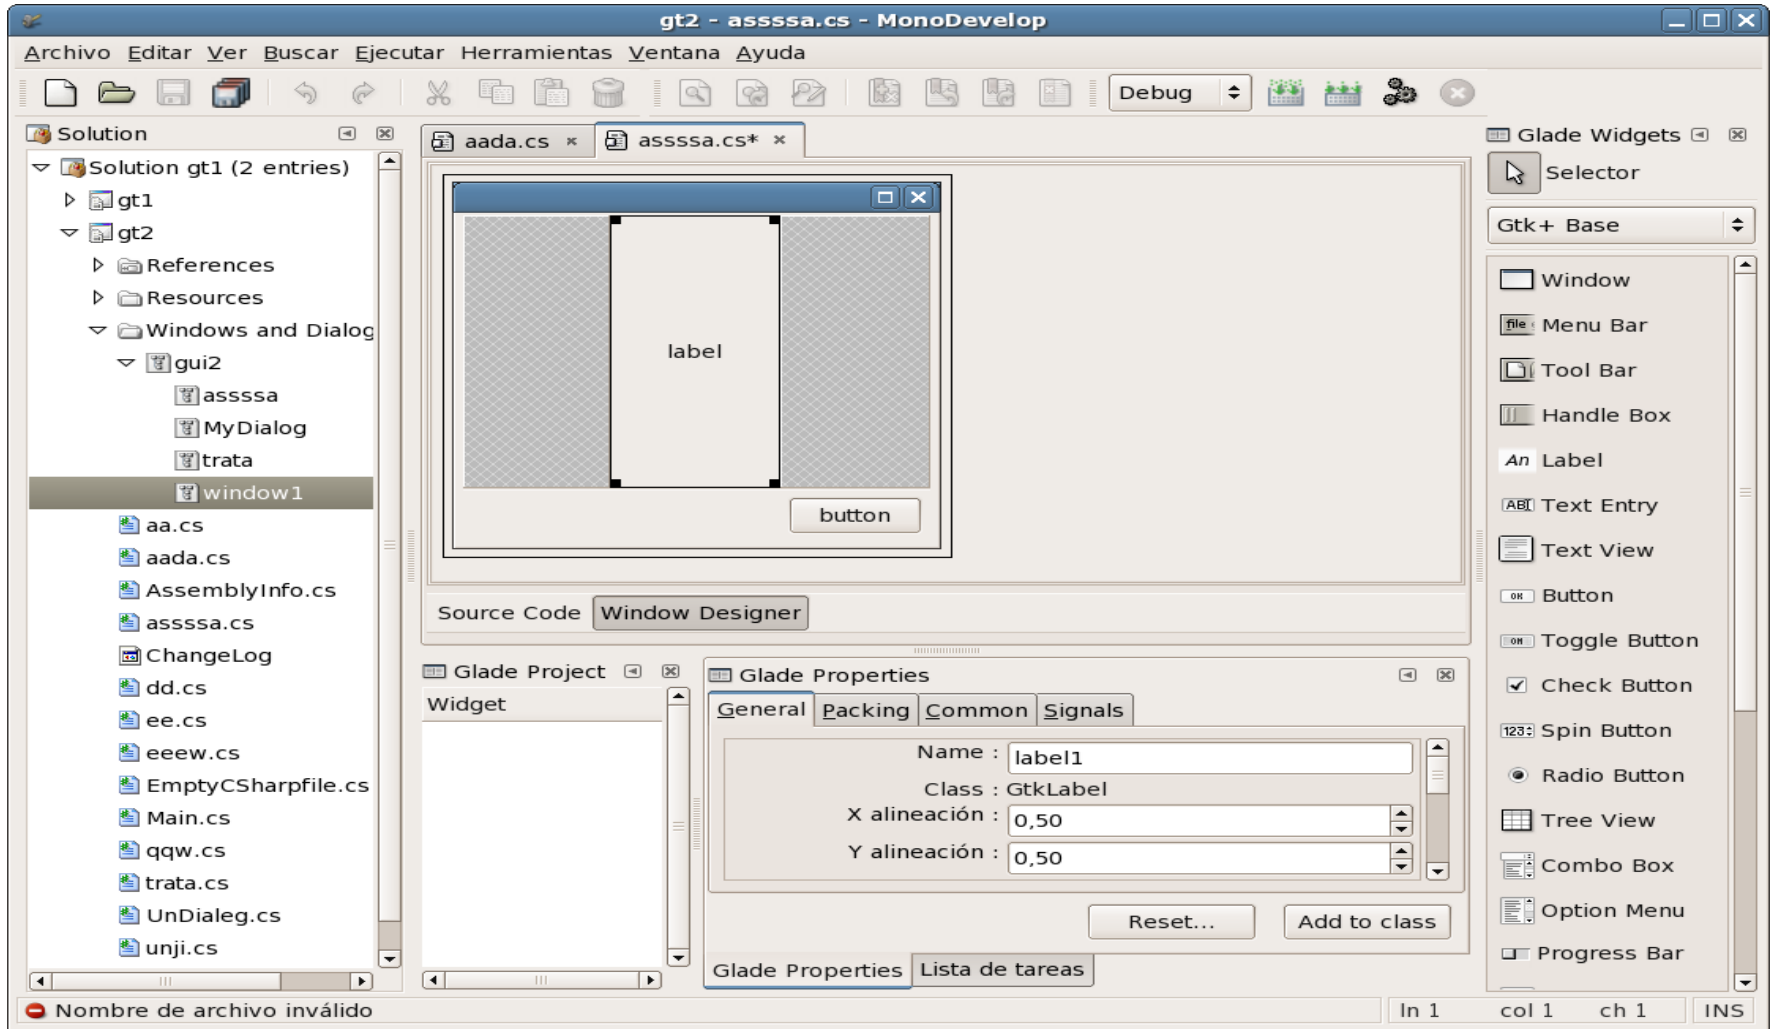 gt2 - assssa.cs - MonoDevelop
Archivo Editar Ver Buscar Ejecutar Herramientas Ventana Ayuda
Debug
Solution
Solution gt1 (2 entries)
gt1
gt2
References
Resources
Windows and Dialog
gui2
assssa
MyDialog
trata
window1
aa.cs
aada.cs
AssemblyInfo.cs
assssa.cs
ChangeLog
dd.cs
ee.cs
eeew.cs
EmptyCSharpfile.cs
Main.cs
qqw.cs
trata.cs
UnDialeg.cs
unji.cs
aada.cs
assssa.cs*
label
button
Source Code
Window Designer
Glade Project
Widget
Glade Properties
General Packing Common Signals
Name : label1
Class : GtkLabel
X alineación : 0,50
Y alineación : 0,50
Reset...
Add to class
Glade Properties
Lista de tareas
Glade Widgets
Selector
Gtk+ Base
Window
file Menu Bar
Tool Bar
Handle Box
An Label
ABI Text Entry
Text View
OK Button
ON Toggle Button
Check Button
123 Spin Button
Radio Button
Tree View
Combo Box
Option Menu
Progress Bar
Nombre de archivo inválido
ln 1 col 1 ch 1 INS